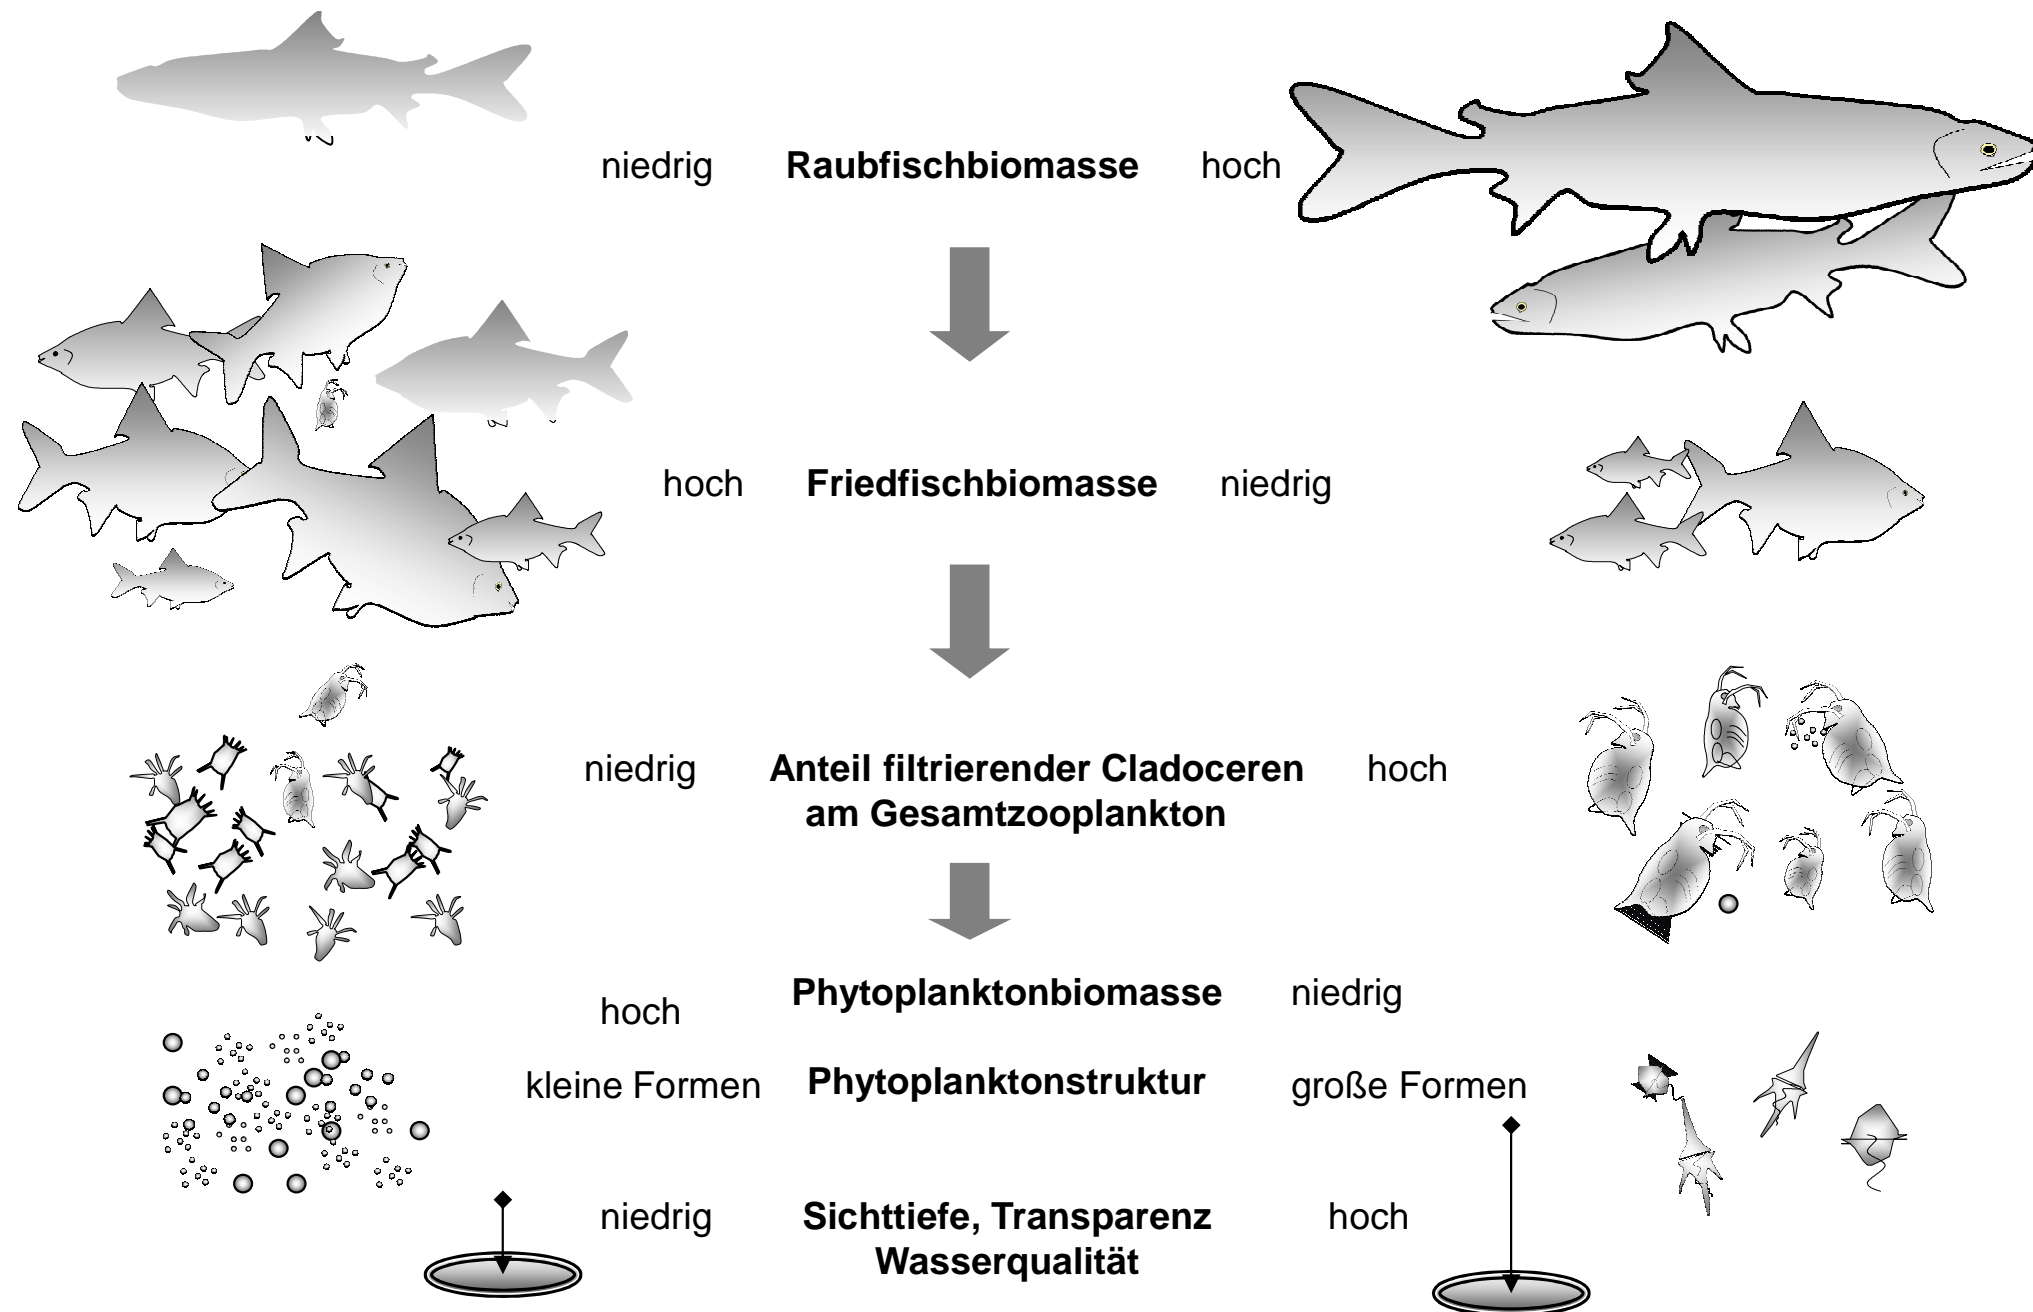 niedrig Raubfischbiomasse hoch
hoch Friedfischbiomasse niedrig
niedrig Anteil filtrierender Cladoceren hoch
am Gesamtzooplankton
hoch Phytoplanktonbiomasse niedrig
kleine Formen Phytoplanktonstruktur große Formen
niedrig Sichttiefe, Transparenz hoch
Wasserqualität